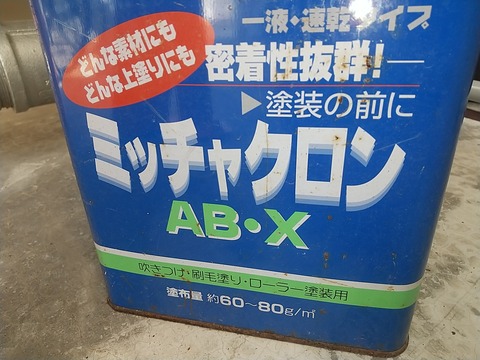 一液・速乾タイプ
どんな素材にも
どんな上塗りにも
密着性抜群!
▶塗装の前に
ミッチャクロン
AB・X
吹きつけ・刷毛塗り・ローラー塗装用
塗布量 約60〜80g/㎡